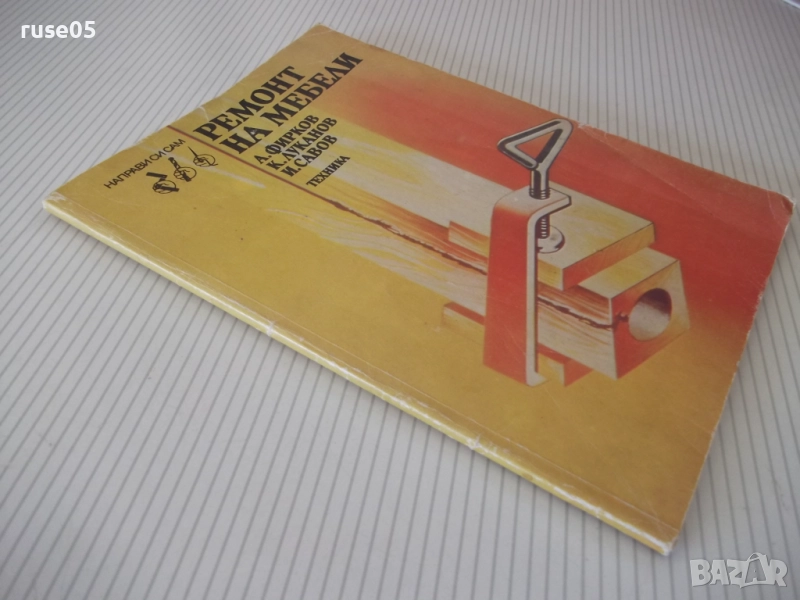 ruse05
НАПРАВИ СИ САМ
РЕМОНТ
НА МЕБЕЛИ
А. ФИРКОВ
К. ЛУКАНОВ
И. САВОВ
ТЕХНИКА
BAZAR